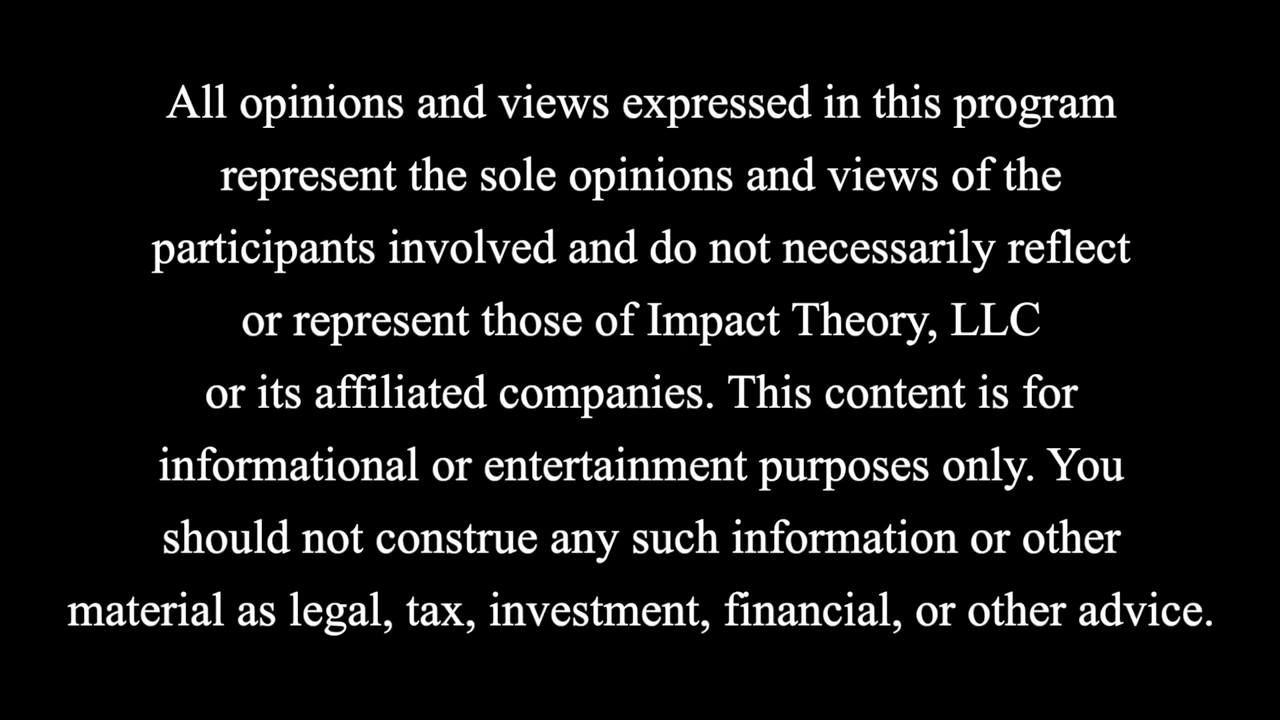 All opinions and views expressed in this program
represent the sole opinions and views of the
participants involved and do not necessarily reflect
or represent those of Impact Theory, LLC
or its affiliated companies. This content is for
informational or entertainment purposes only. You
should not construe any such information or other
material as legal, tax, investment, financial, or other advice.